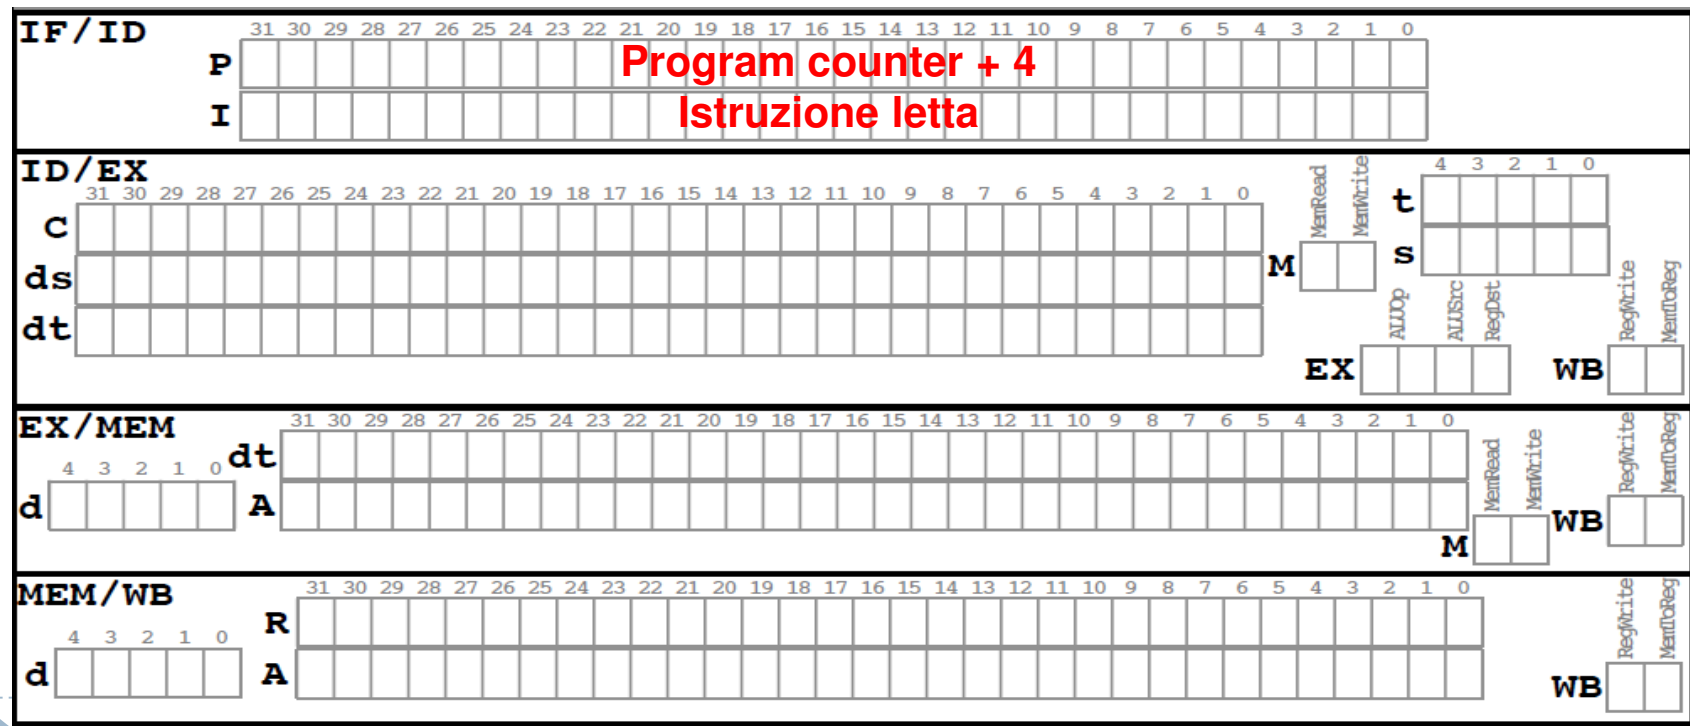 IF/ID
31 30 29 28 27 26 25 24 23 22 21 20 19 18 17 16 15 14 13 12 11 10 9 8 7 6 5 4 3 2 1 0
P Program counter + 4
I Istruzione letta
ID/EX
31 30 29 28 27 26 25 24 23 22 21 20 19 18 17 16 15 14 13 12 11 10 9 8 7 6 5 4 3 2 1 0
C
ds
dt
MemRead
MemWrite
M
4 3 2 1 0
t
s
ALUOp
ALUSrc
RegDst
EX
RegWrite
MemToReg
WB
EX/MEM
31 30 29 28 27 26 25 24 23 22 21 20 19 18 17 16 15 14 13 12 11 10 9 8 7 6 5 4 3 2 1 0
dt
4 3 2 1 0
d
A
MemRead
MemWrite
M
RegWrite
MemToReg
WB
MEM/WB
31 30 29 28 27 26 25 24 23 22 21 20 19 18 17 16 15 14 13 12 11 10 9 8 7 6 5 4 3 2 1 0
R
4 3 2 1 0
d
A
RegWrite
MemToReg
WB